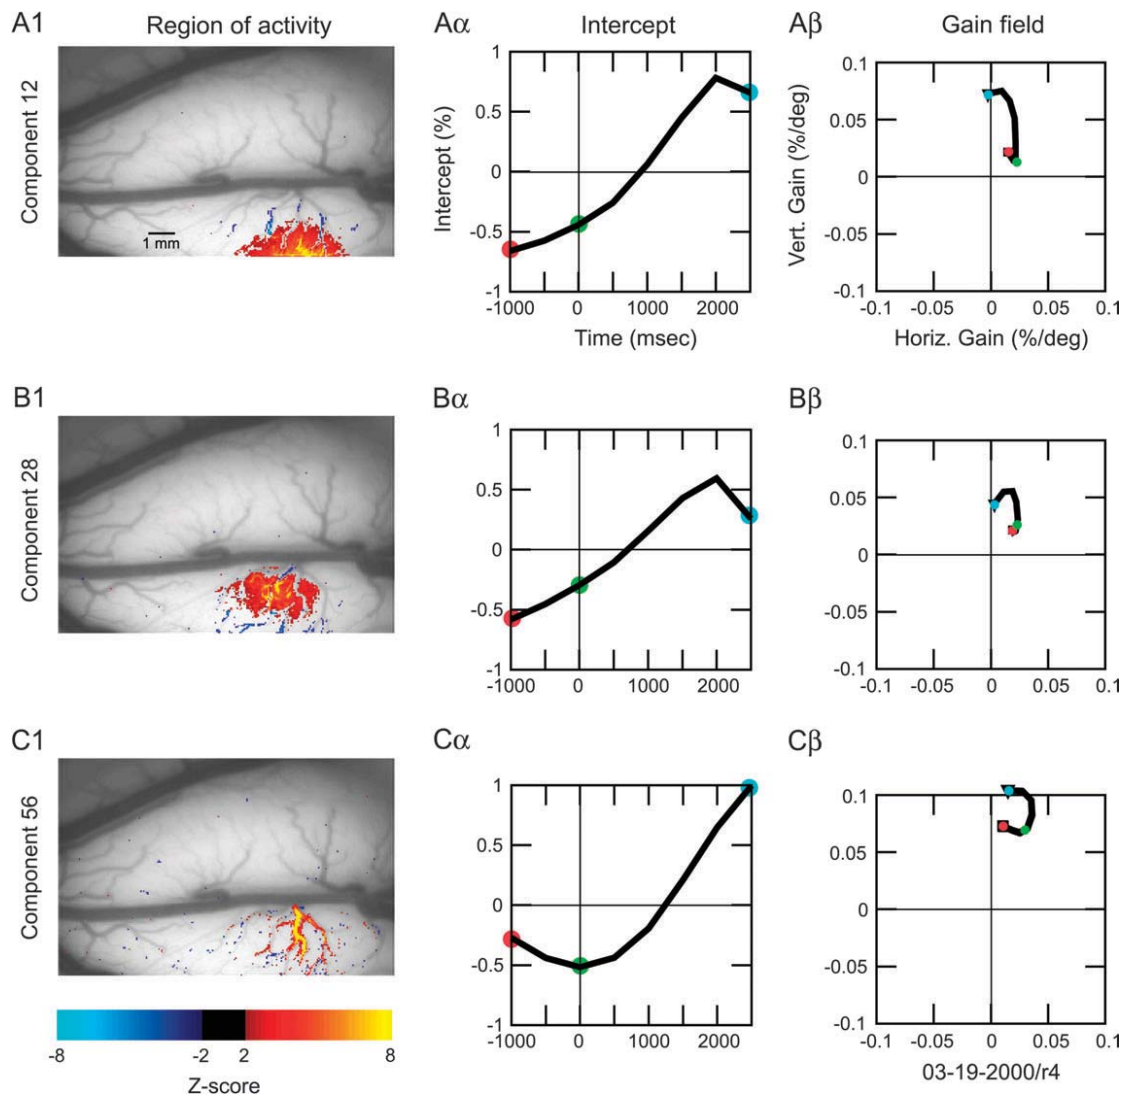 A1
Region of activity
Aα
Intercept
Aβ
Gain field
Component 12
1 mm
Intercept (%)
1
0.5
0
-0.5
-1
-1000
0
1000
2000
Time (msec)
Vert. Gain (%/deg)
0.1
0.05
0
-0.05
-0.1
-0.1
-0.05
0
0.05
0.1
Horiz. Gain (%/deg)
B1
Bα
Bβ
Component 28
1
0.5
0
-0.5
-1
-1000
0
1000
2000
0.1
0.05
0
-0.05
-0.1
-0.1
-0.05
0
0.05
0.1
C1
Cα
Cβ
Component 56
1
0.5
0
-0.5
-1
-1000
0
1000
2000
0.1
0.05
0
-0.05
-0.1
-0.1
-0.05
0
0.05
0.1
-8
-2
2
8
Z-score
03-19-2000/r4